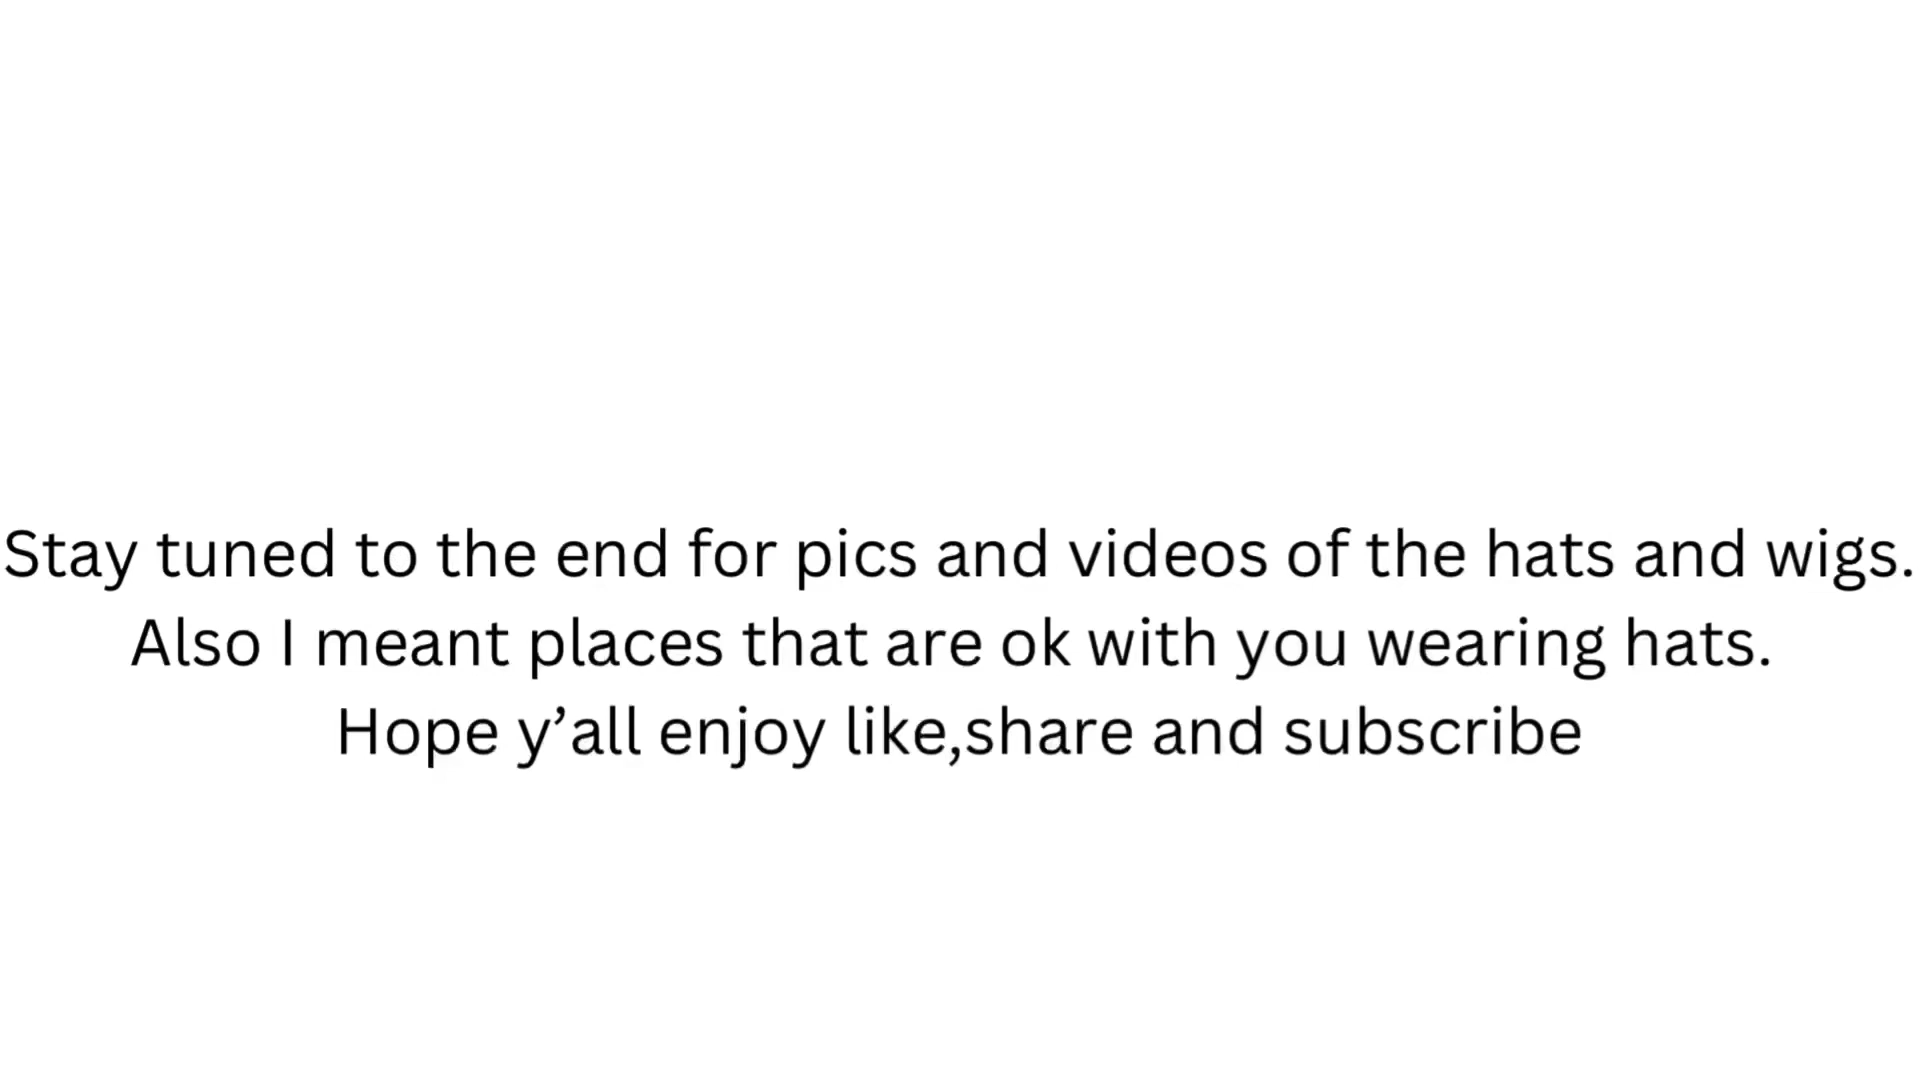 Stay tuned to the end for pics and videos of the hats and wigs.
Also I meant places that are ok with you wearing hats.
Hope y’all enjoy like,share and subscribe